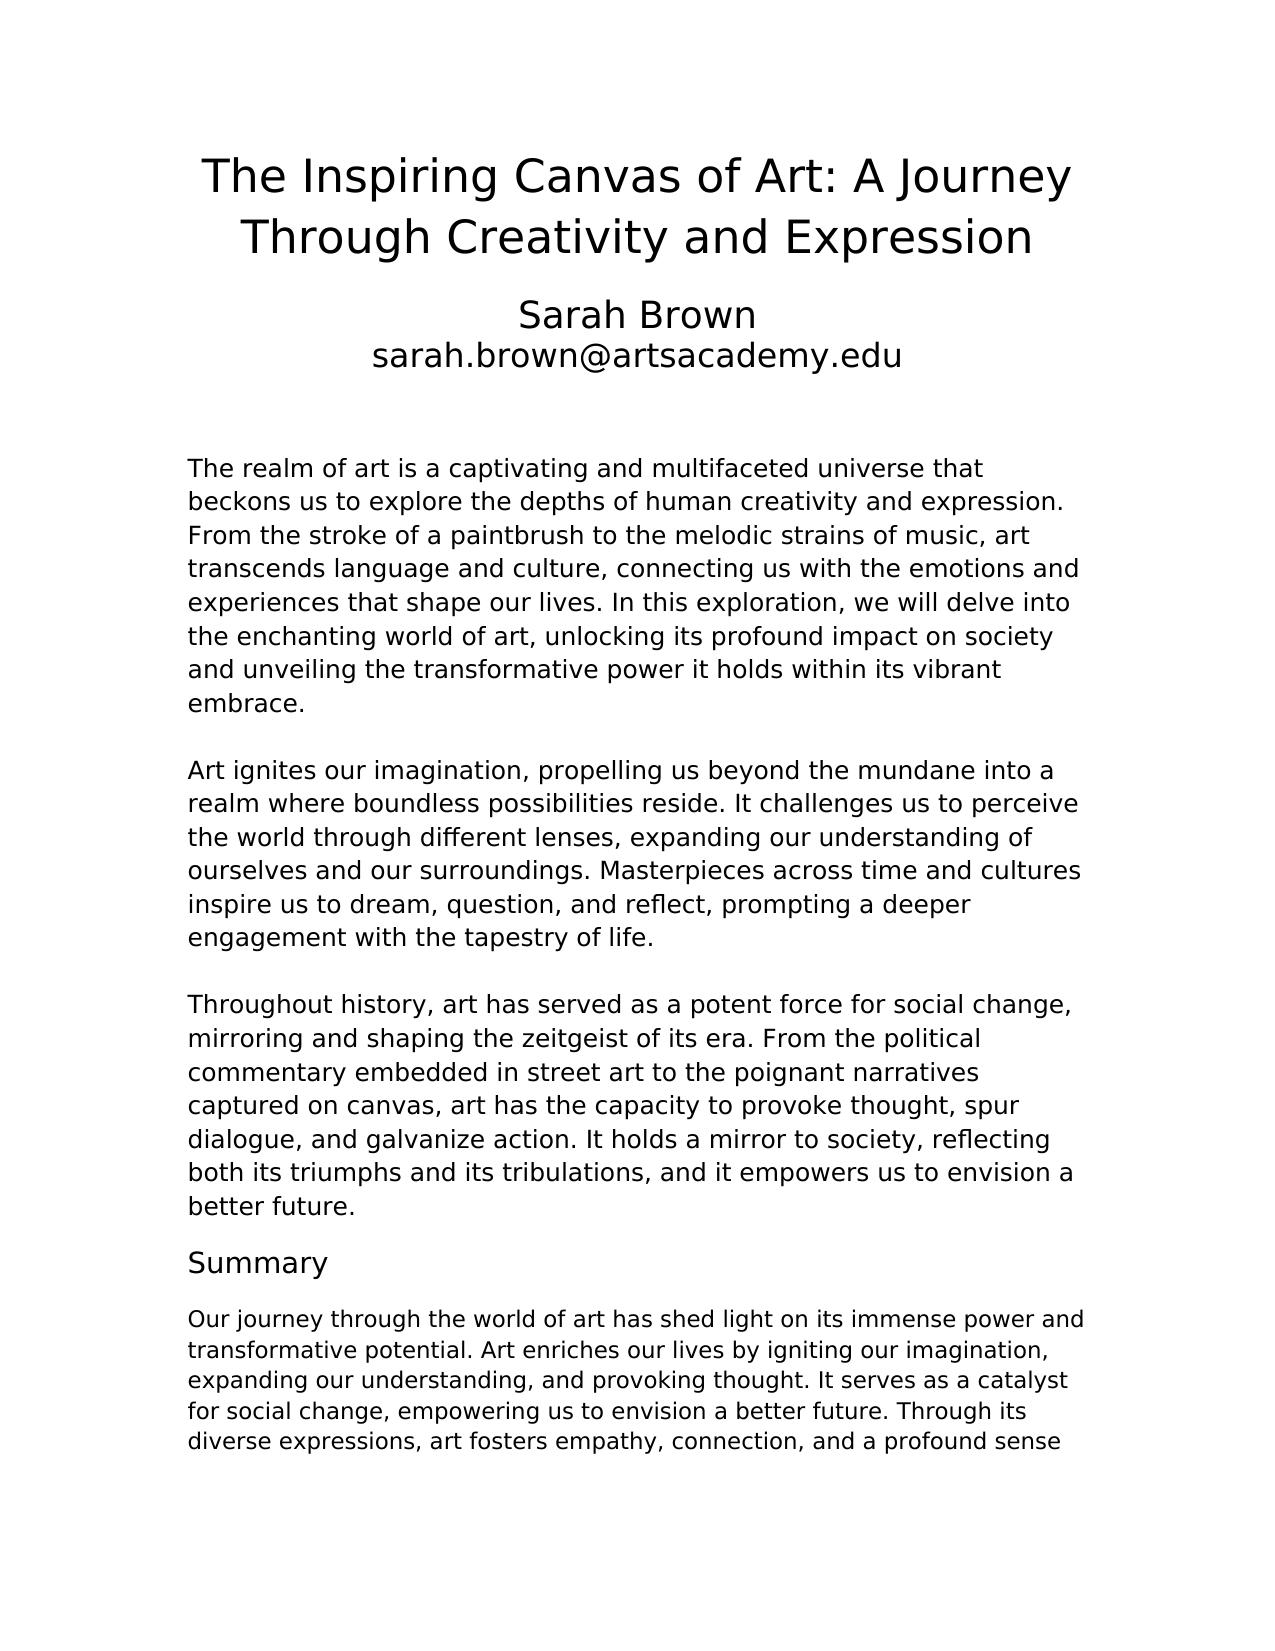 The Inspiring Canvas of Art: A Journey
Through Creativity and Expression
Sarah Brown
sarah.brown@artsacademy.edu
The realm of art is a captivating and multifaceted universe that
beckons us to explore the depths of human creativity and expression.
From the stroke of a paintbrush to the melodic strains of music, art
transcends language and culture, connecting us with the emotions and
experiences that shape our lives. In this exploration, we will delve into
the enchanting world of art, unlocking its profound impact on society
and unveiling the transformative power it holds within its vibrant
embrace.
Art ignites our imagination, propelling us beyond the mundane into a
realm where boundless possibilities reside. It challenges us to perceive
the world through different lenses, expanding our understanding of
ourselves and our surroundings. Masterpieces across time and cultures
inspire us to dream, question, and reflect, prompting a deeper
engagement with the tapestry of life.
Throughout history, art has served as a potent force for social change,
mirroring and shaping the zeitgeist of its era. From the political
commentary embedded in street art to the poignant narratives
captured on canvas, art has the capacity to provoke thought, spur
dialogue, and galvanize action. It holds a mirror to society, reflecting
both its triumphs and its tribulations, and it empowers us to envision a
better future.
Summary
Our journey through the world of art has shed light on its immense power and
transformative potential. Art enriches our lives by igniting our imagination,
expanding our understanding, and provoking thought. It serves as a catalyst
for social change, empowering us to envision a better future. Through its
diverse expressions, art fosters empathy, connection, and a profound sense